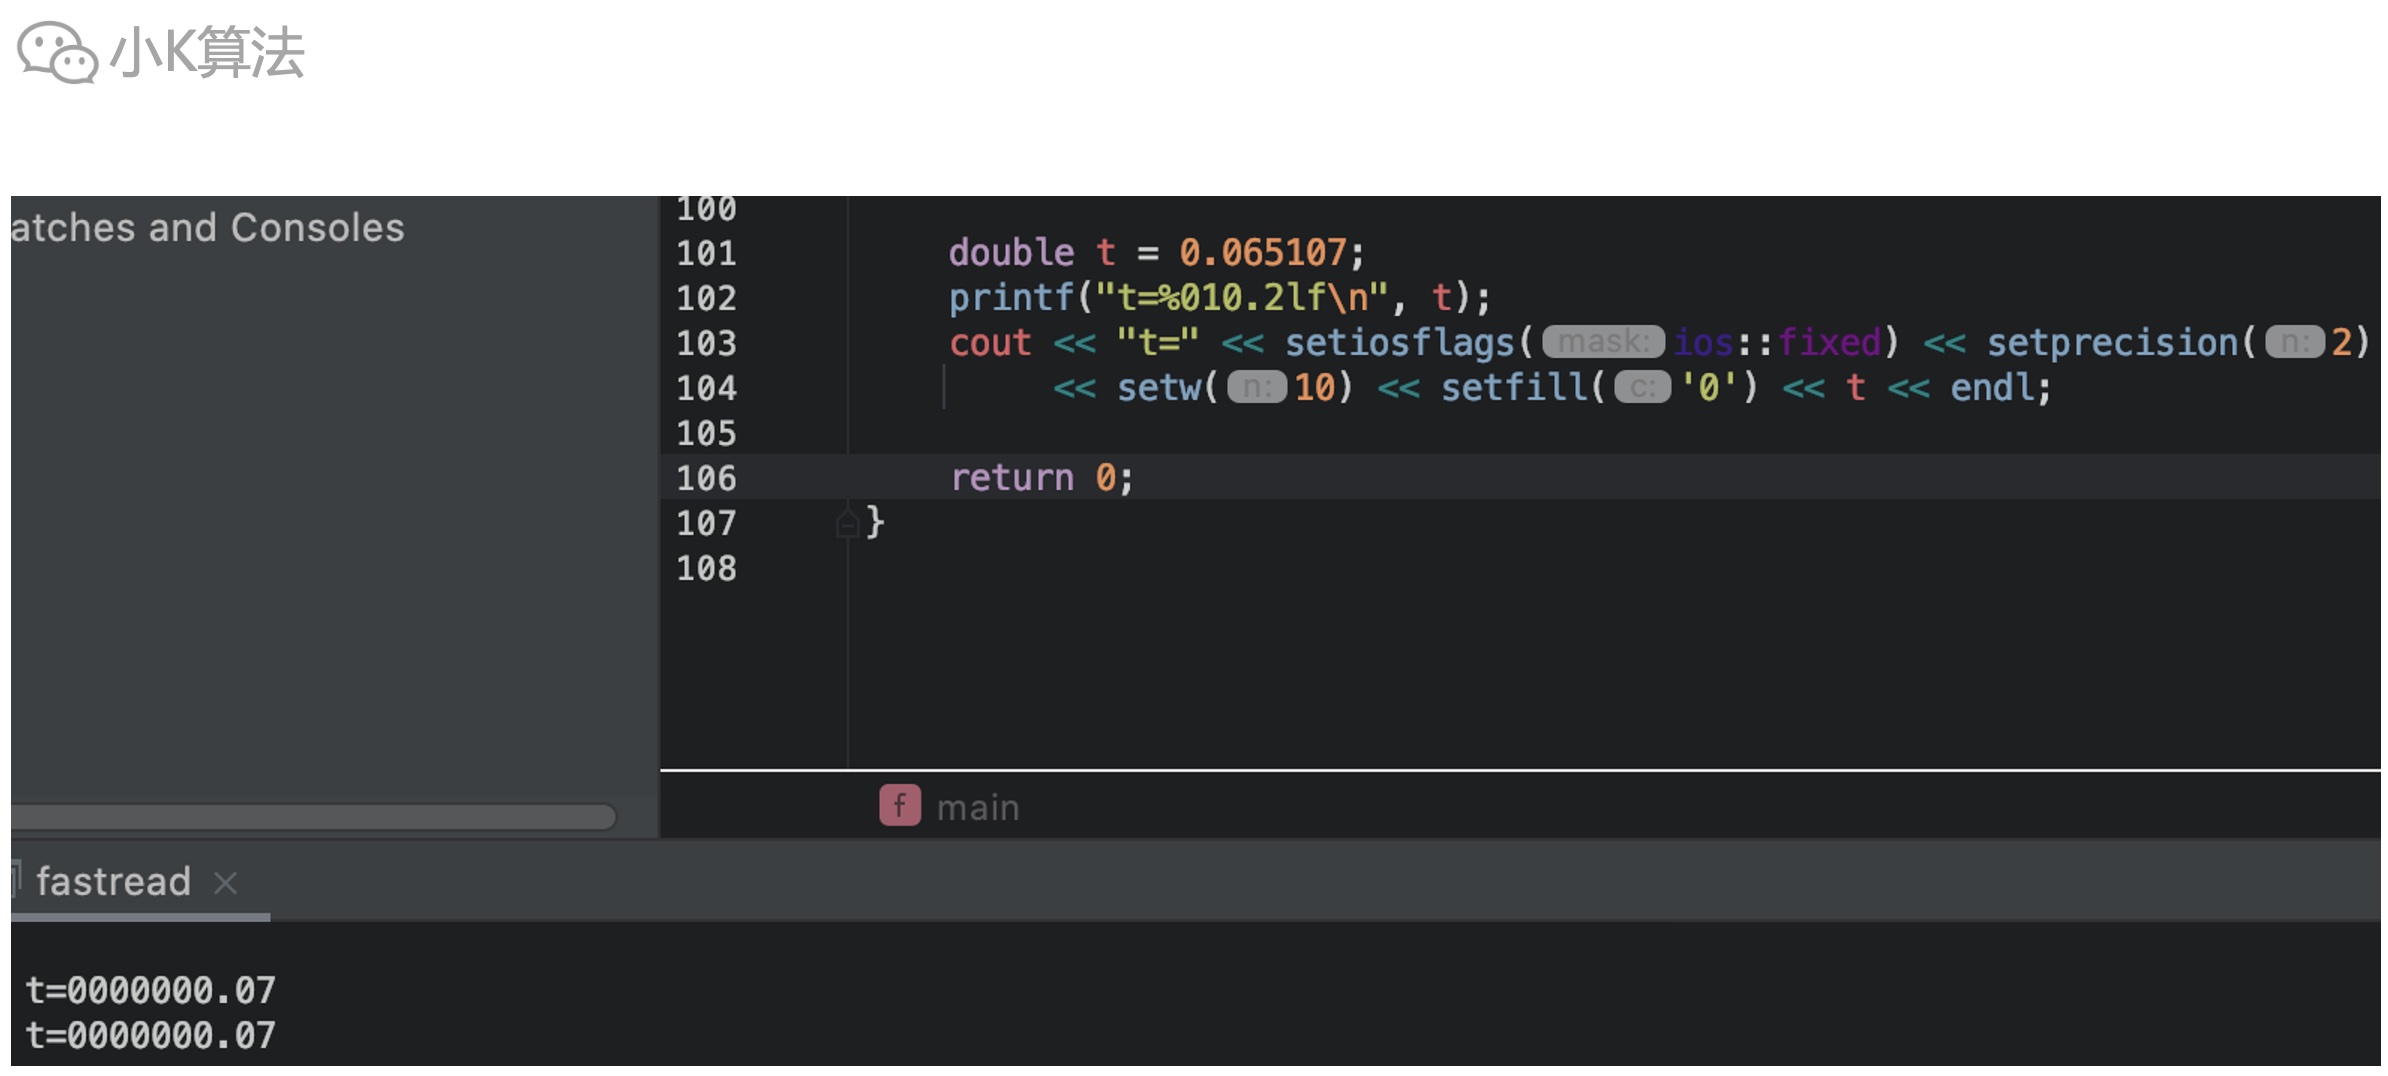 小K算法
atches and Consoles
100
101 double t = 0.065107;
102 printf("t=%010.2lf\n", t);
103 cout << "t=" << setiosflags( mask: ios::fixed) << setprecision( n: 2)
104 << setw( n: 10) << setfill( c: '0') << t << endl;
105
106 return 0;
107 }
108
f main
fastread ×
t=0000000.07
t=0000000.07